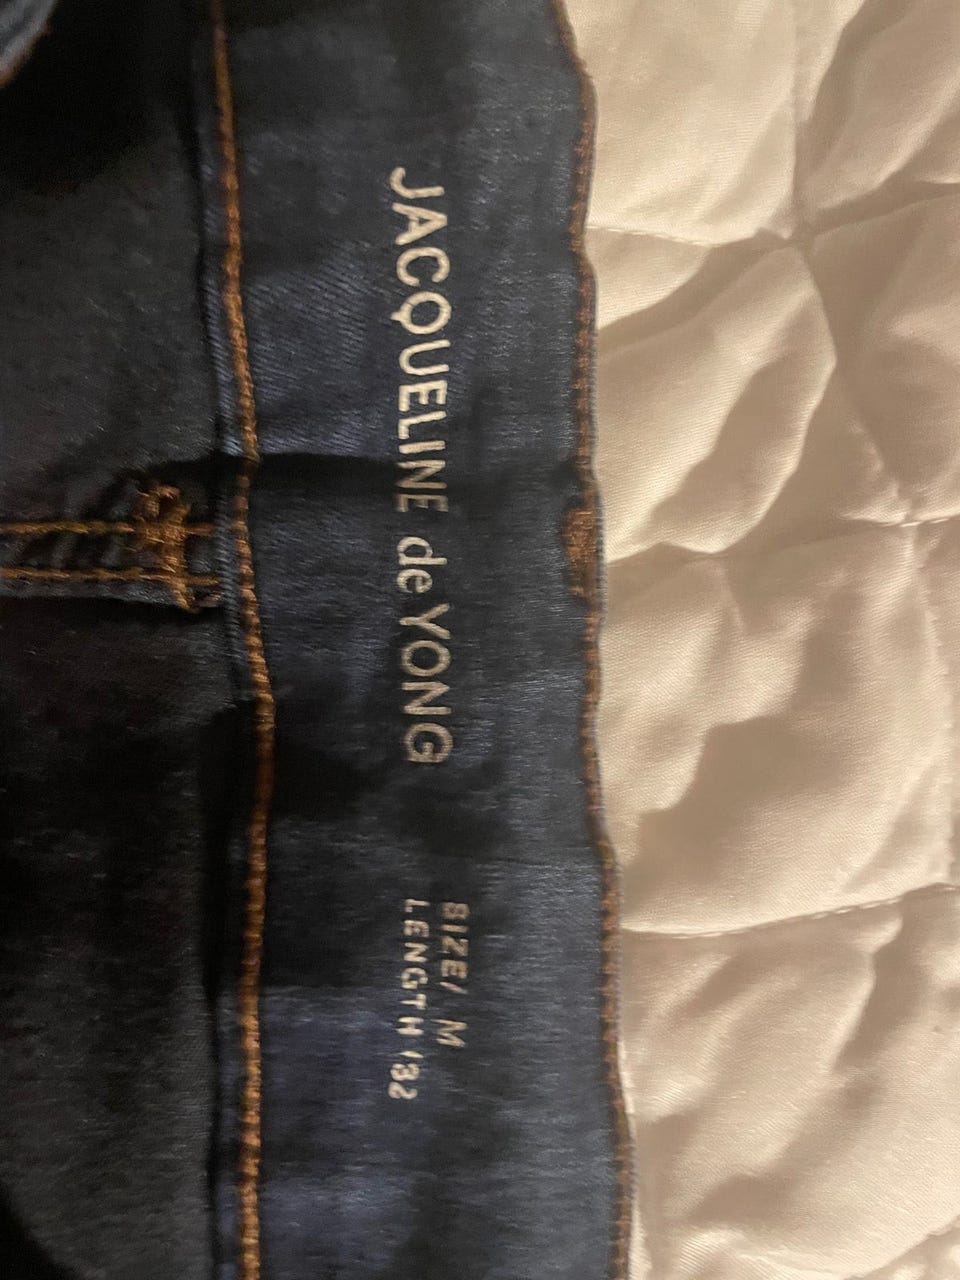 JACQUELINE de YONG
SIZE/ M
LENGTH /32